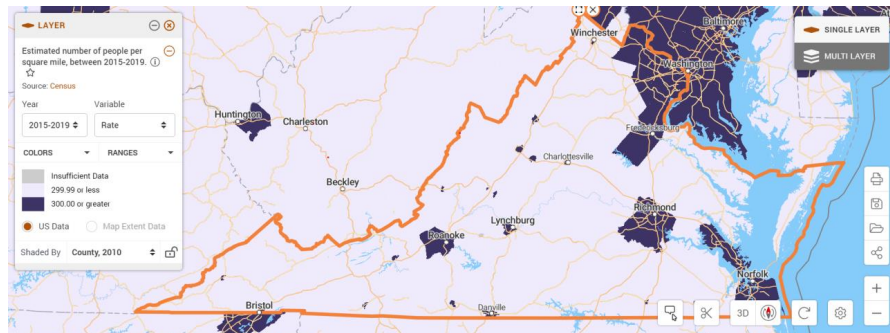 LAYER
Estimated number of people per
square mile, between 2015-2019.
Source: Census
Year Variable
2015-2019 Rate
COLORS RANGES
Insufficient Data
299.99 or less
300.00 or greater
US Data Map Extent Data
Shaded By County, 2010
SINGLE LAYER
MULTI LAYER
Baltimore
Winchester
Washington
Huntington
Charleston
Fredericksburg
Charlottesville
Beckley
Richmond
Lynchburg
Roanoke
Norfolk
Bristol
Danville
3D